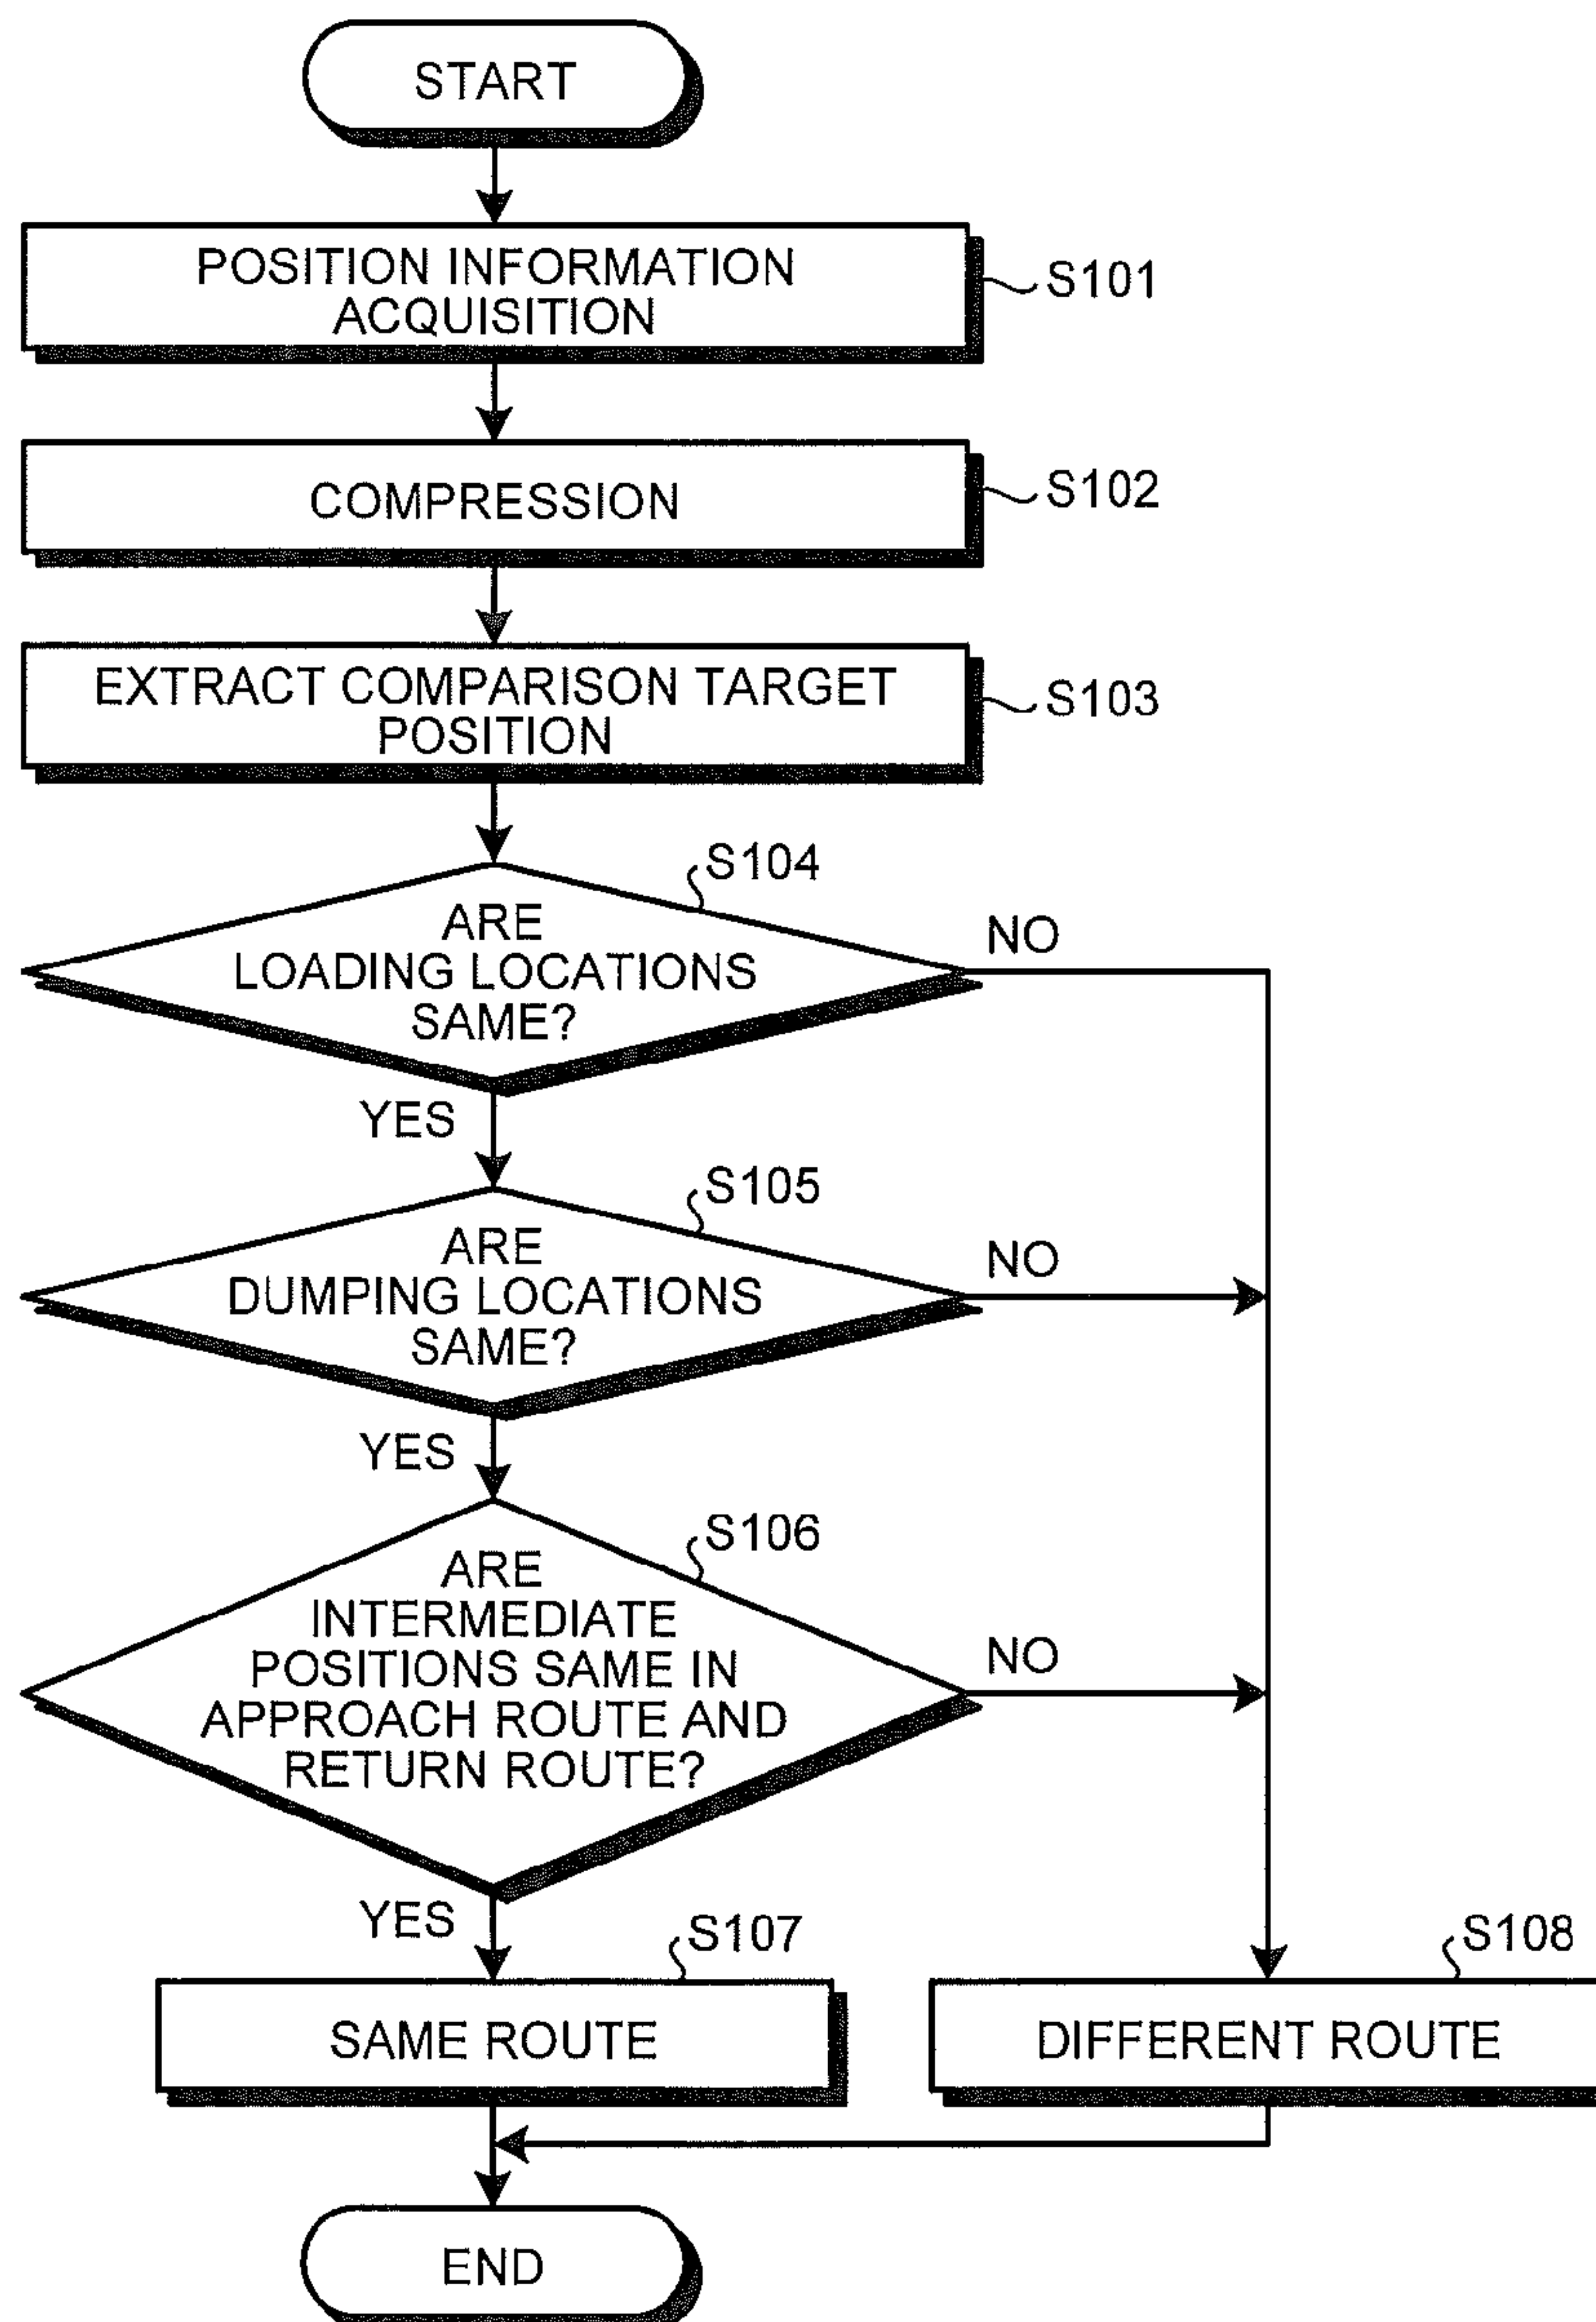 START
POSITION INFORMATION
ACQUISITION
S101
COMPRESSION
S102
EXTRACT COMPARISON TARGET
POSITION
S103
S104
ARE
LOADING LOCATIONS
SAME?
NO
YES
S105
ARE
DUMPING LOCATIONS
SAME?
NO
YES
S106
ARE
INTERMEDIATE
POSITIONS SAME IN
APPROACH ROUTE AND
RETURN ROUTE?
NO
YES
S107
SAME ROUTE
S108
DIFFERENT ROUTE
END